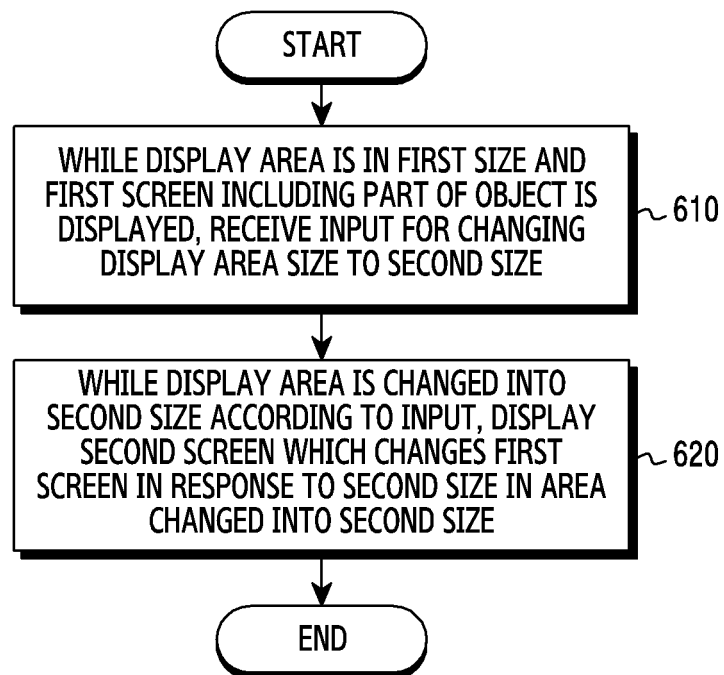 START
WHILE DISPLAY AREA IS IN FIRST SIZE AND
FIRST SCREEN INCLUDING PART OF OBJECT IS
DISPLAYED, RECEIVE INPUT FOR CHANGING
DISPLAY AREA SIZE TO SECOND SIZE
610
WHILE DISPLAY AREA IS CHANGED INTO
SECOND SIZE ACCORDING TO INPUT, DISPLAY
SECOND SCREEN WHICH CHANGES FIRST
SCREEN IN RESPONSE TO SECOND SIZE IN AREA
CHANGED INTO SECOND SIZE
620
END